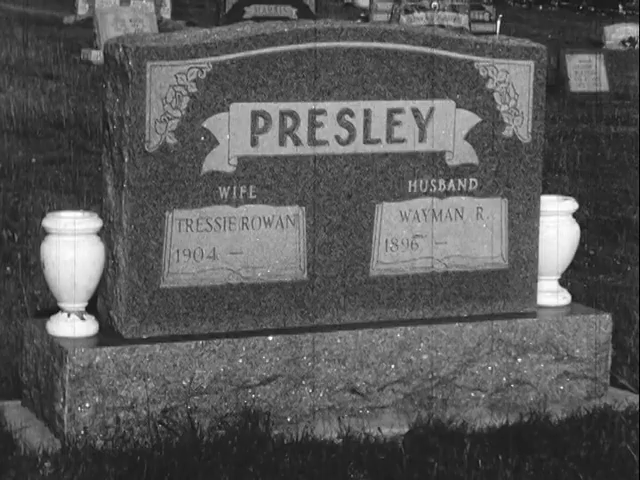 PRESLEY
WIFE
TRESSIE ROWAN
1904 –
HUSBAND
WAYMAN R.
1896 –